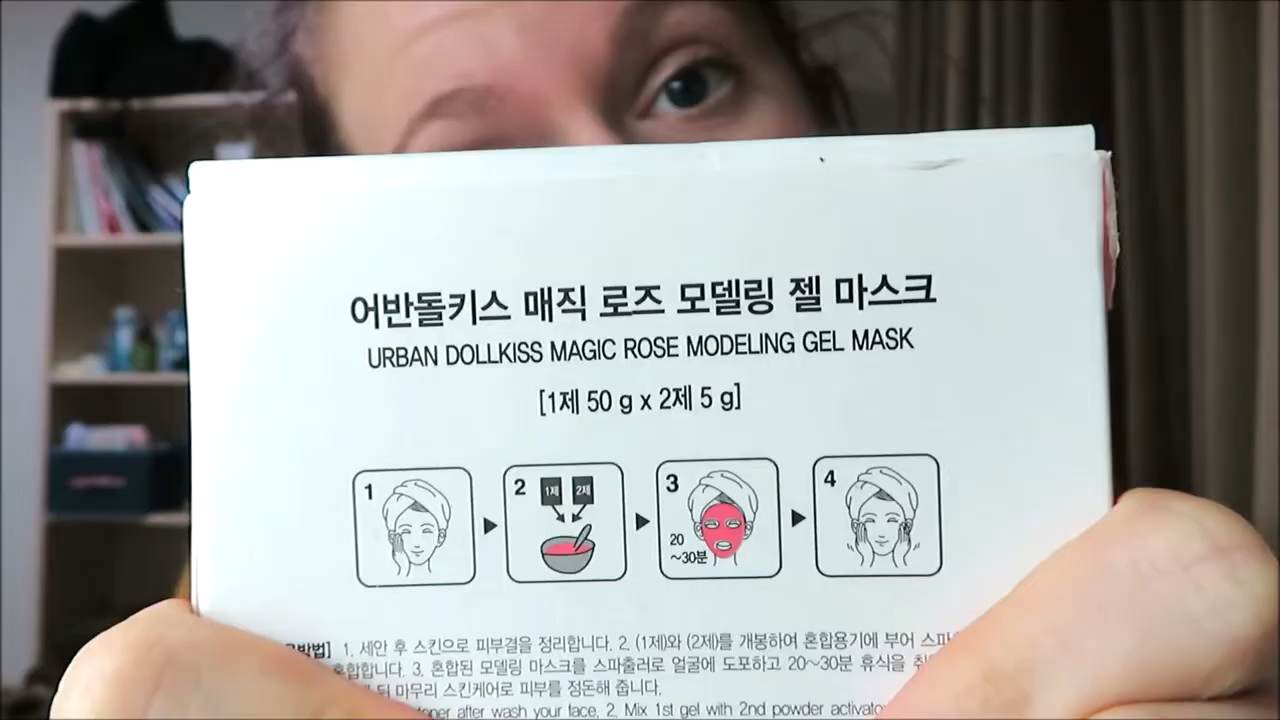 어반돌키스 매직 로즈 모델링 젤 마스크
URBAN DOLLKISS MAGIC ROSE MODELING GEL MASK
[1제 50 g x 2제 5 g]
1
2 1제 2제
3 20 ~30분
4
1. 세안 후 스킨으로 피부결을 정리합니다. 2. (1제)와 (2제)를 개봉하여 혼합용기에 부어
혼합합니다. 3. 혼합된 모델링 마스크를 스파출러로 얼굴에 도포하고 20~30분 휴식을
뒤 마무리 스킨케어로 피부를 정돈해 줍니다.
after wash your face, 2. Mix 1st gel with 2nd powder